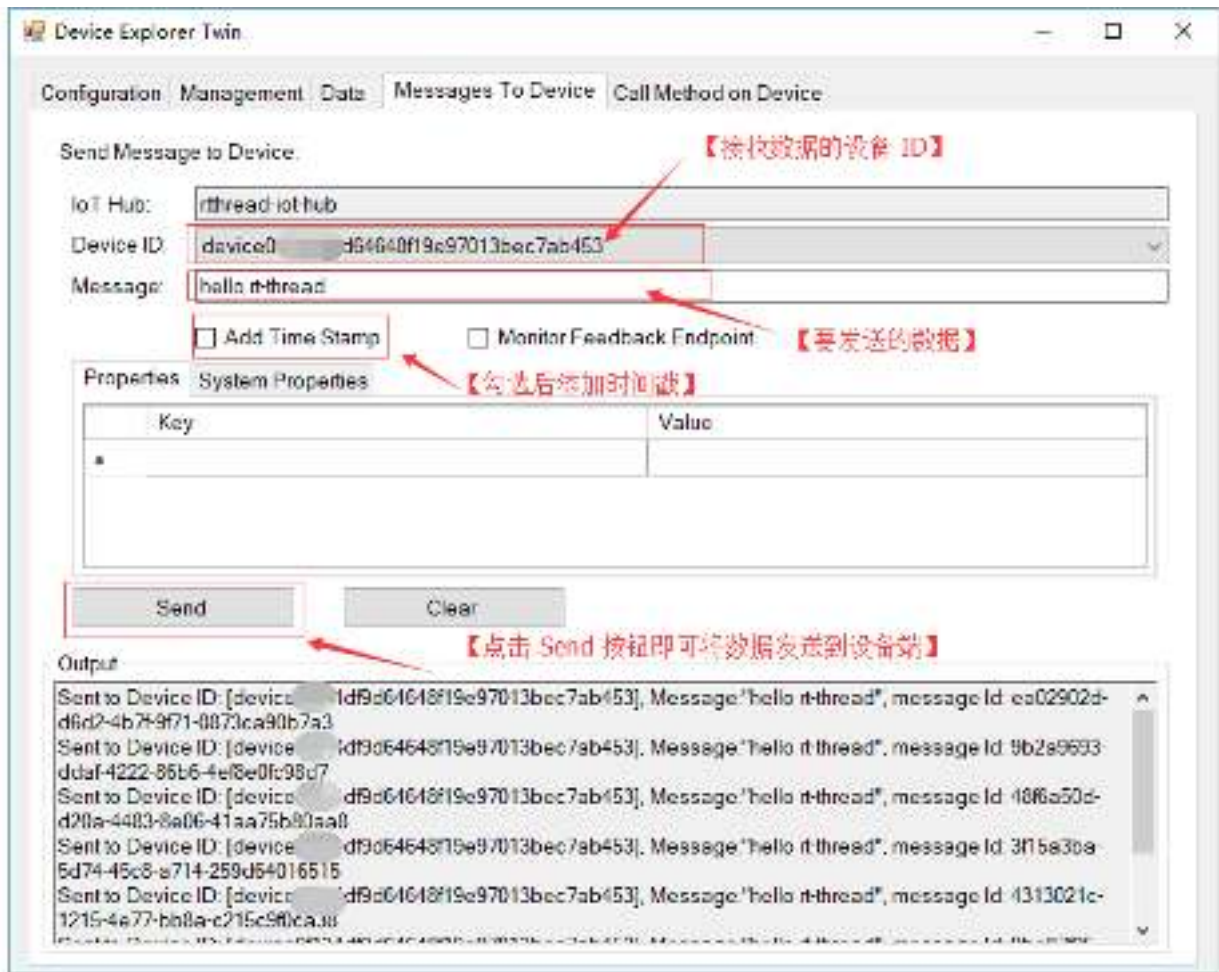 Device Explorer Twin
Configuration Management Data Messages To Device Call Method on Device
Send Message to Device:
【接收数据的设备 ID】
IoT Hub: rtthread-iot-hub
Device ID: device0 d64648f19e97013bec7ab453
Message: hello rt-thread
Add Time Stamp Monitor Feedback Endpoint 【要发送的数据】
Properties System Properties 【勾选后添加时间戳】
Key Value
Send Clear
【点击 Send 按钮即可将数据发送到设备端】
Output
Sent to Device ID: [device 1df9d64648f19e97013bec7ab453], Message:"hello rt-thread", message Id: ea02902d-
d6d2-4b7f-9f71-0873ca90b7a3
Sent to Device ID: [device df9d64648f19e97013bec7ab453], Message:"hello rt-thread", message Id: 9b2a9693-
ddaf-4222-86b6-4ef8e0fc98d7
Sent to Device ID: [device df9d64648f19e97013bec7ab453], Message:"hello rt-thread", message Id: 48f6a50d-
d20a-4483-8e06-41aa75b80aa8
Sent to Device ID: [device df9d64648f19e97013bec7ab453], Message:"hello rt-thread", message Id: 3f15a3ba-
5d74-45c8-a714-259d54016515
Sent to Device ID: [device df9d64648f19e97013bec7ab453], Message:"hello rt-thread", message Id: 4313021c-
1215-4e77-bb8a-c215c9f0ca38